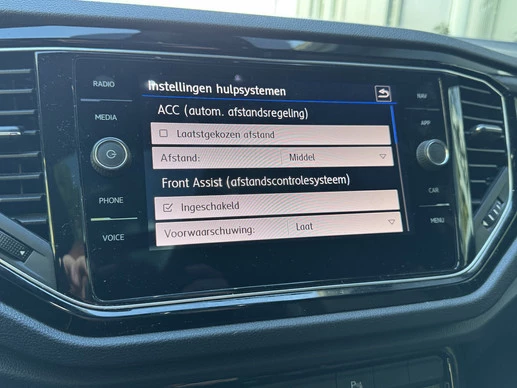 RADIO
MEDIA
PHONE
VOICE
Instellingen hulpsystemen
ACC (autom. afstandsregeling)
Laatstgekozen afstand
Afstand: Middel
Front Assist (afstandscontrolesysteem)
Ingeschakeld
Voorwaarschuwing: Laat
NAV
APP
CAR
MENU